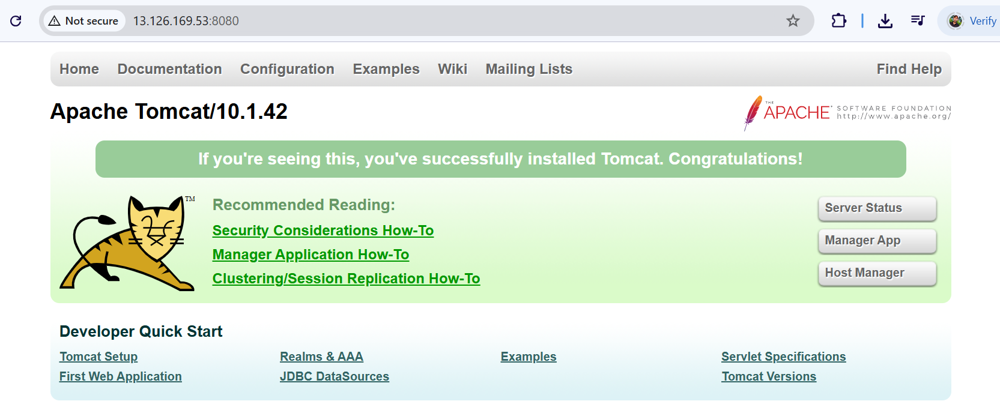 Not secure 13.126.169.53:8080 Verify
Home Documentation Configuration Examples Wiki Mailing Lists Find Help
Apache Tomcat/10.1.42
THE APACHE® SOFTWARE FOUNDATION
http://www.apache.org/
If you're seeing this, you've successfully installed Tomcat. Congratulations!
TM
Recommended Reading:
Security Considerations How-To
Manager Application How-To
Clustering/Session Replication How-To
Server Status
Manager App
Host Manager
Developer Quick Start
Tomcat Setup Realms & AAA Examples Servlet Specifications
First Web Application JDBC DataSources Tomcat Versions